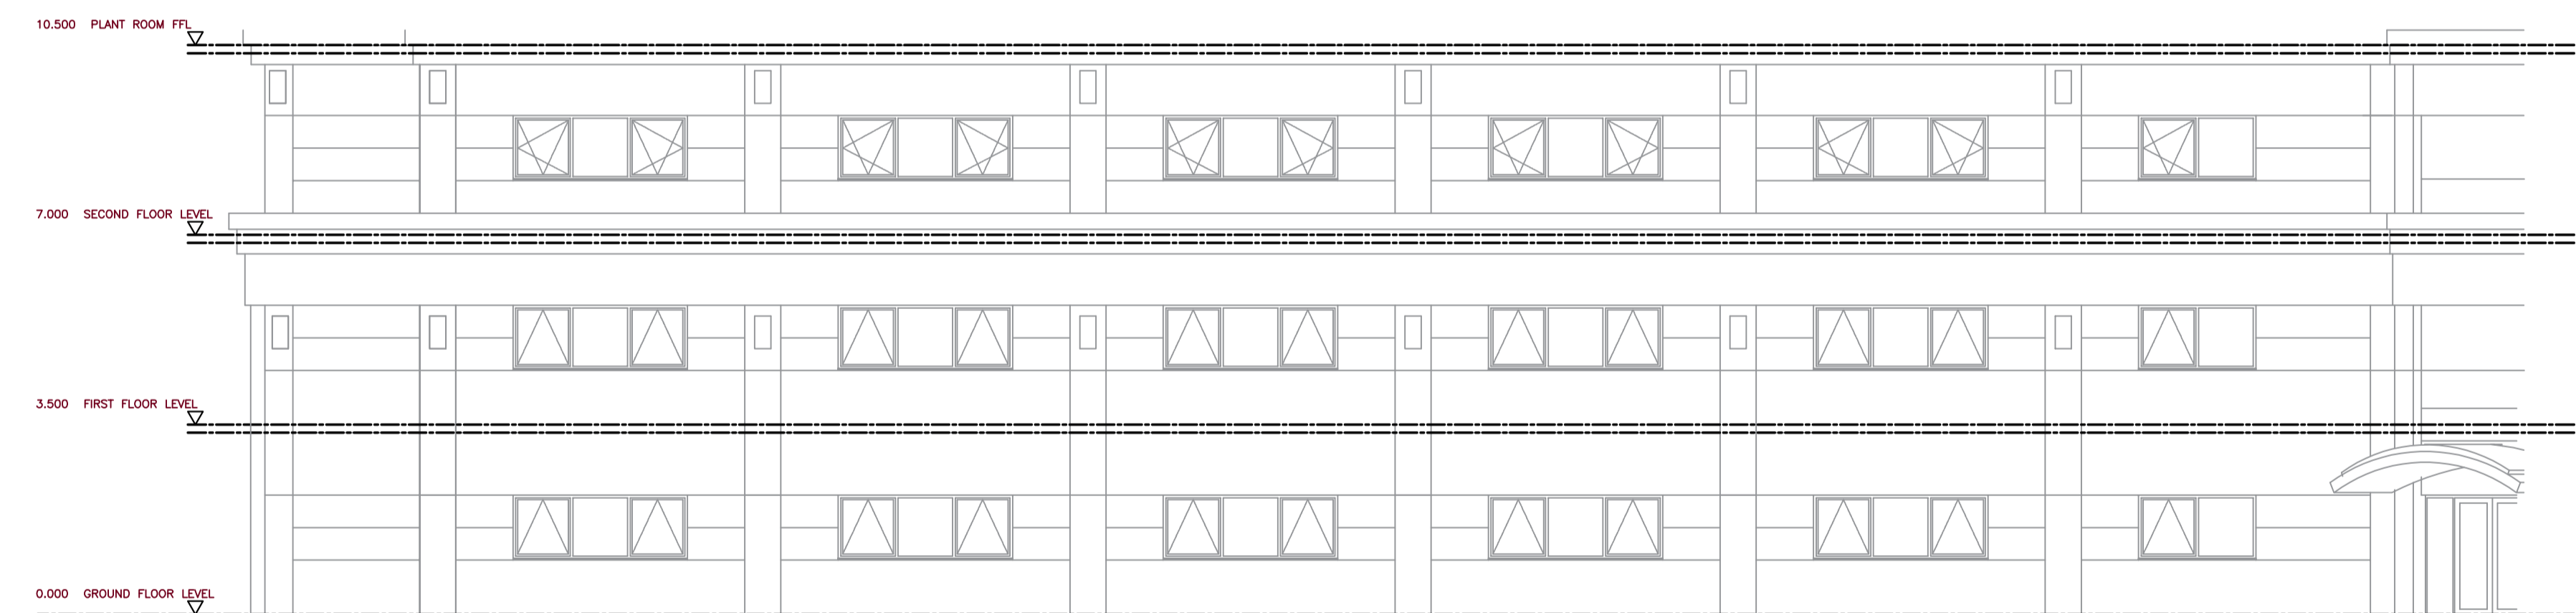 10.500 PLANT ROOM FFL
7.000 SECOND FLOOR LEVEL
3.500 FIRST FLOOR LEVEL
0.000 GROUND FLOOR LEVEL